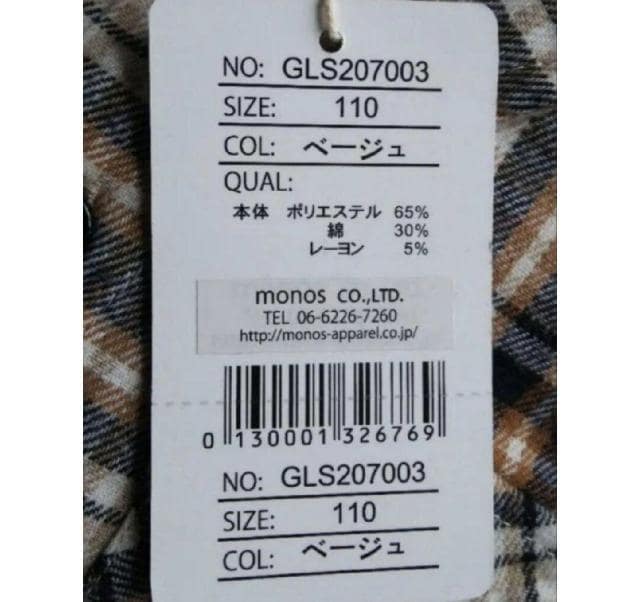 NO: GLS207003
SIZE: 110
COL: ベージュ
QUAL:
本体 ポリエステル 65%
綿 30%
レーヨン 5%
monos CO.,LTD.
TEL 06-6226-7260
http://monos-apparel.co.jp/
0 130001 326769
NO: GLS207003
SIZE: 110
COL: ベージュ